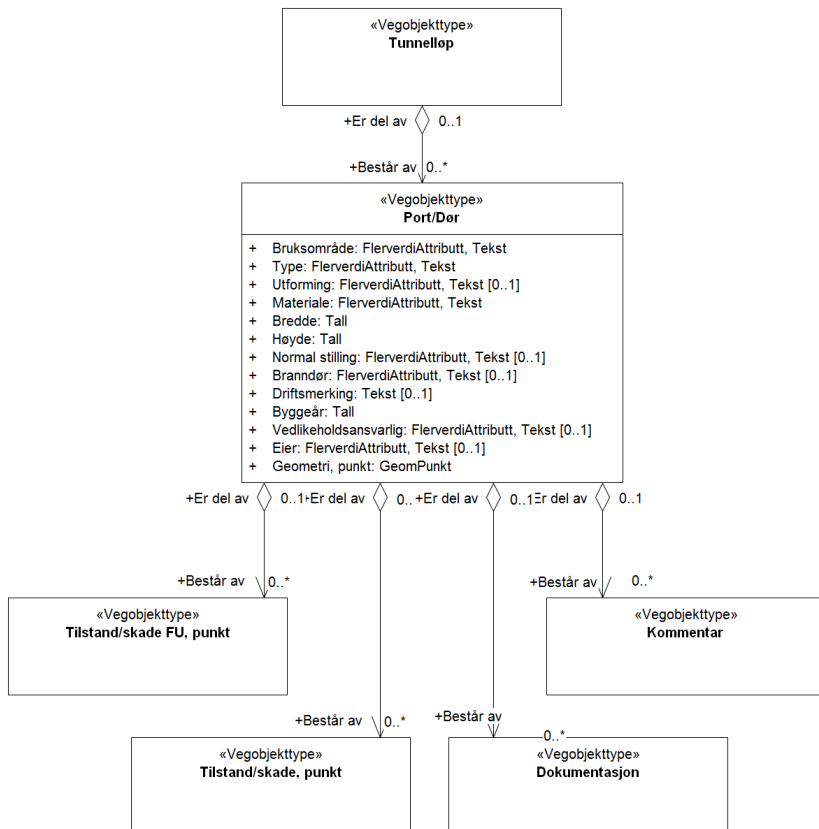 «Vegobjekttype»
Tunnelløp
+Er del av 0..1
+Består av 0..*
«Vegobjekttype»
Port/Dør
+ Bruksområde: FlerverdiAttributt, Tekst
+ Type: FlerverdiAttributt, Tekst
+ Utforming: FlerverdiAttributt, Tekst [0..1]
+ Materiale: FlerverdiAttributt, Tekst
+ Bredde: Tall
+ Høyde: Tall
+ Normal stilling: FlerverdiAttributt, Tekst [0..1]
+ Branndør: FlerverdiAttributt, Tekst [0..1]
+ Driftsmerking: Tekst [0..1]
+ Byggeår: Tall
+ Vedlikeholdsansvarlig: FlerverdiAttributt, Tekst [0..1]
+ Eier: FlerverdiAttributt, Tekst [0..1]
+ Geometri, punkt: GeomPunkt
+Er del av 0..1 +Er del av 0.. +Er del av 0..1 Er del av 0..1
+Består av 0..* +Består av 0..*
«Vegobjekttype»
Tilstand/skade FU, punkt
«Vegobjekttype»
Kommentar
+Består av 0..* +Består av 0..*
«Vegobjekttype»
Tilstand/skade, punkt
«Vegobjekttype»
Dokumentasjon